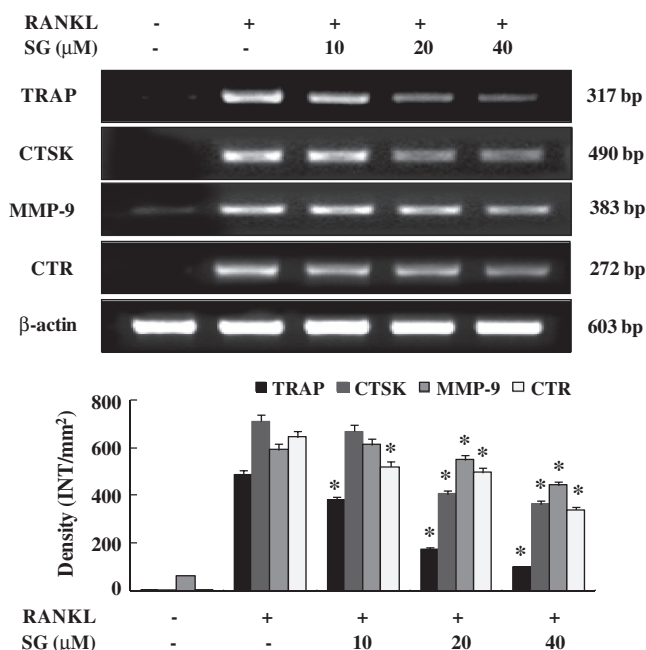 RANKL - + + + +
SG (μM) - - 10 20 40
TRAP 317 bp
CTSK 490 bp
MMP-9 383 bp
CTR 272 bp
β-actin 603 bp
TRAP CTSK MMP-9 CTR
Density (INT/mm²)
800
600
400
200
0
* * * * * * * * * *
RANKL - + + + +
SG (μM) - - 10 20 40